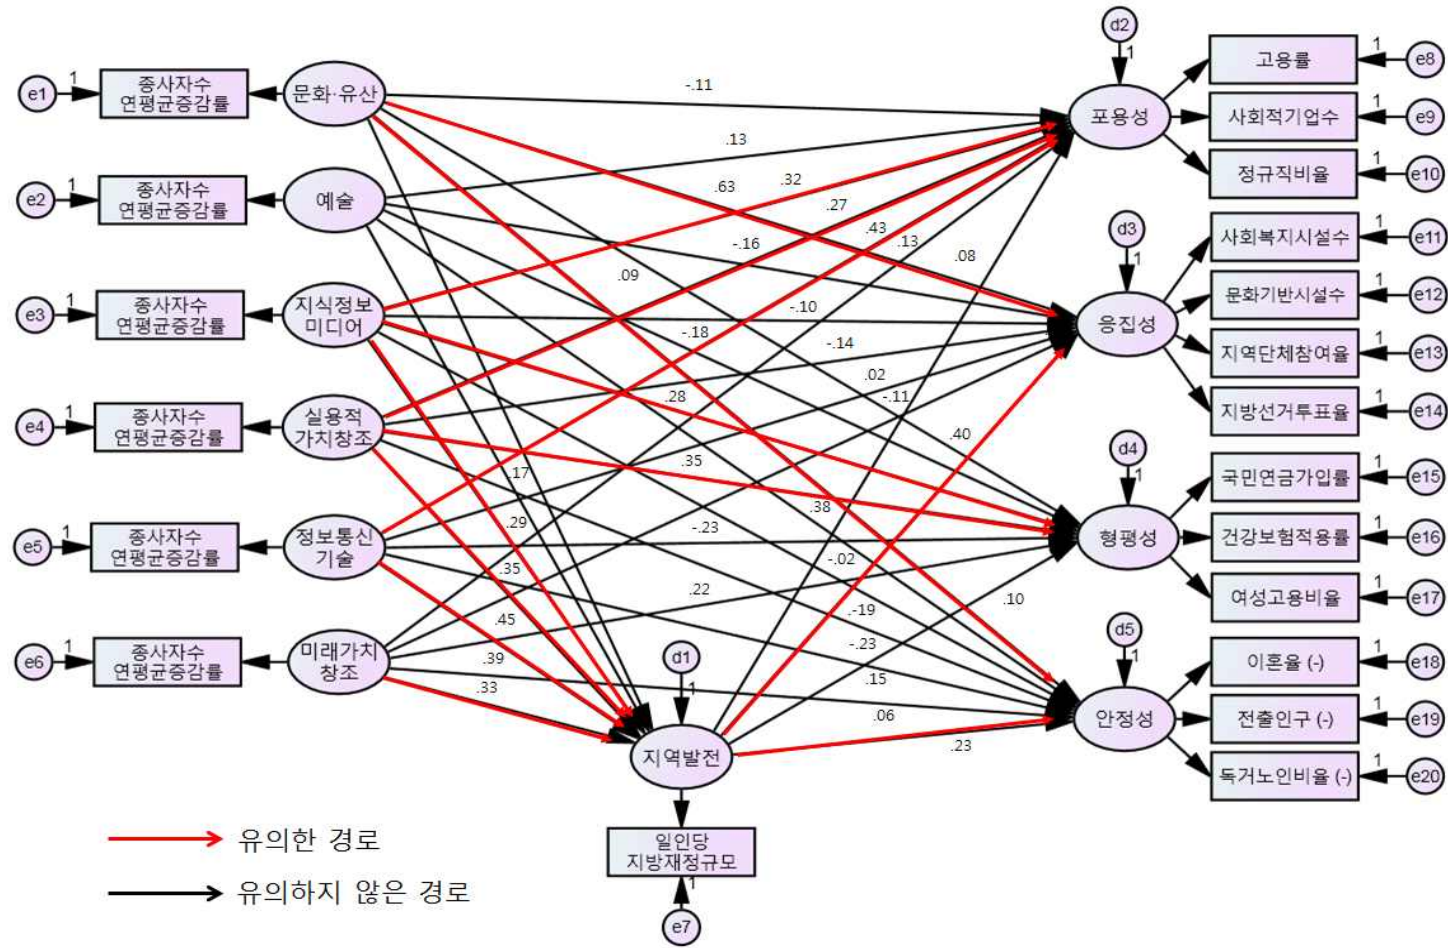 d2
1
고용률
1
e8
e1
1
종사자수
연평균증감률
문화·유산
-.11
포용성
사회적기업수
1
e9
.13
e2
1
종사자수
연평균증감률
예술
.63
.32
정규직비율
1
e10
.27
.43
.13
-.16
.08
d3
1
사회복지시설수
1
e11
.09
e3
1
종사자수
연평균증감률
지식정보
미디어
-.10
-.18
-.14
응집성
문화기반시설수
1
e12
지역단체참여율
1
e13
.02
-.11
.28
e4
1
종사자수
연평균증감률
실용적
가치창조
지방선거투표율
1
e14
.40
d4
1
.35
.17
국민연금가입률
1
e15
.38
.29
-.23
e5
1
종사자수
연평균증감률
정보통신
기술
형평성
건강보험적용률
1
e16
-.02
.35
.22
.10
여성고용비율
1
e17
.-19
.45
-.23
d5
1
e6
1
종사자수
연평균증감률
미래가치
창조
.39
.33
d1
1
.15
이혼율 (-)
1
e18
.06
.23
안정성
전출인구 (-)
1
e19
지역발전
독거노인비율 (-)
1
e20
유의한 경로
일인당
지방재정규모
유의하지 않은 경로
1
e7